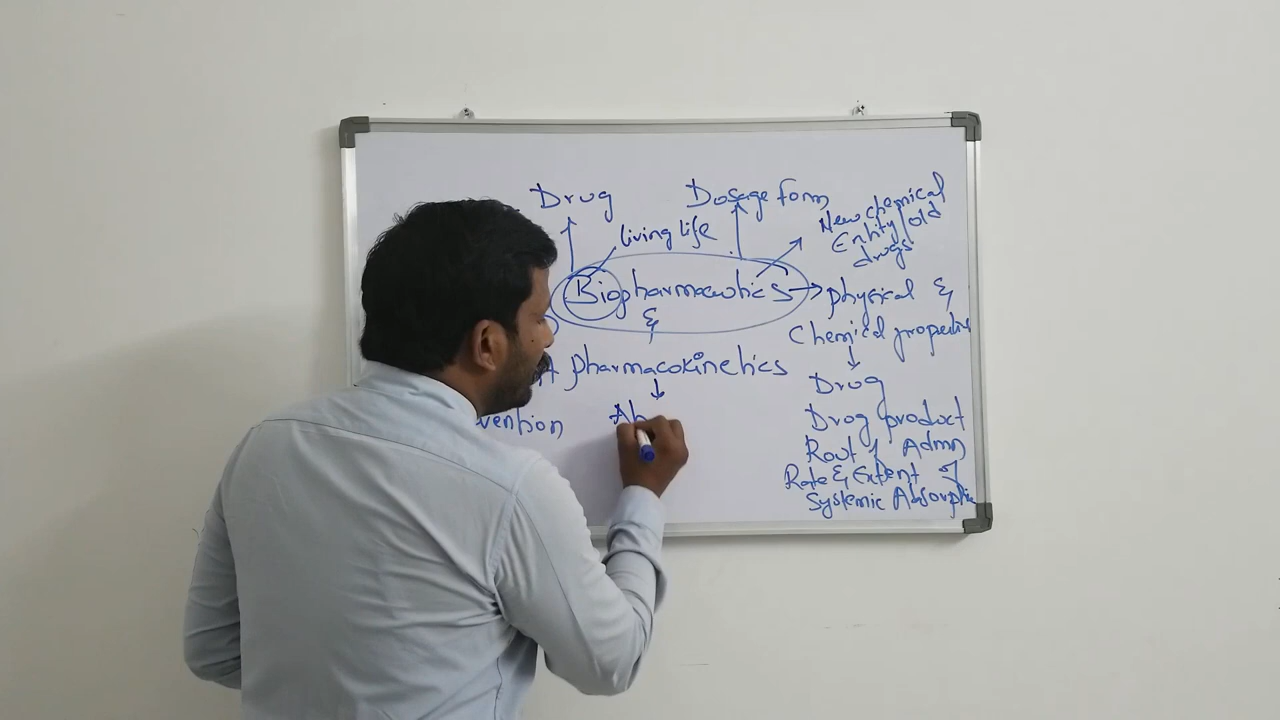 Drug
Dosage form
living life
New chemical
Entity old
drugs
Biopharmaceutics
&
physical &
Chemical properties
pharmacokinetics
Drug
Drug product
Rout of Admn
Rate & Extent of
Systemic Absorption
vention
Ab